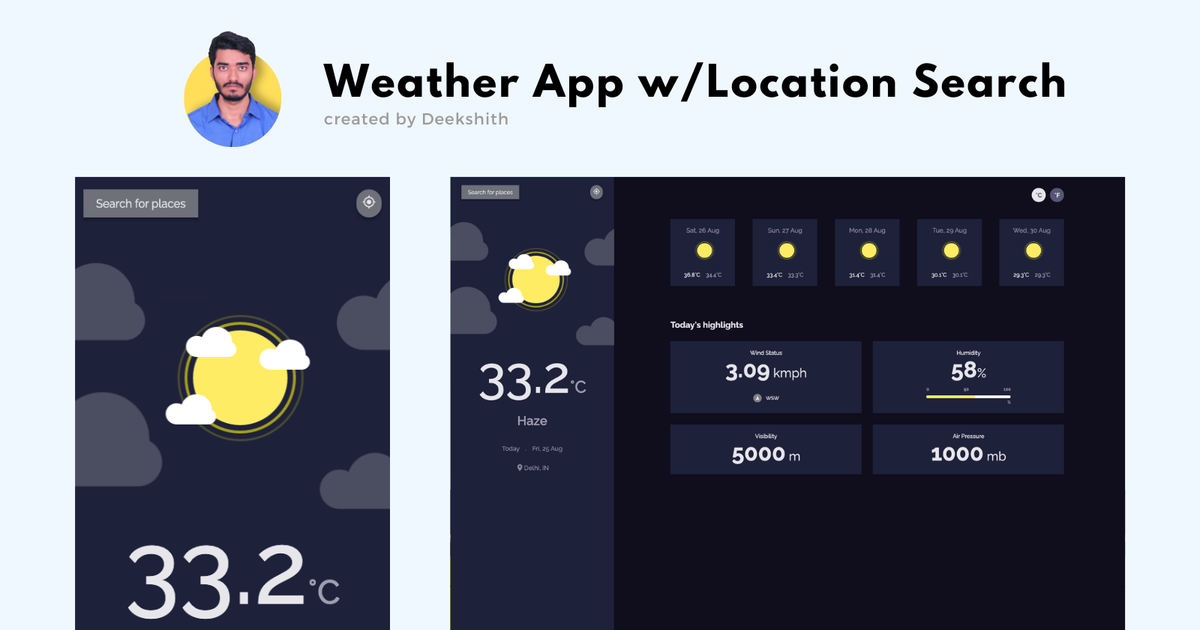 Weather App w/Location Search
created by Deekshith
Search for places
33.2°C
Search for places
33.2°C
Haze
Today . Fri, 25 Aug
Delhi, IN
°C °F
Sat, 26 Aug
36.8°C 34.4°C
Sun, 27 Aug
33.4°C 33.3°C
Mon, 28 Aug
31.4°C 31.4°C
Tue, 29 Aug
30.1°C 30.1°C
Wed, 30 Aug
29.3°C 29.3°C
Today's highlights
Wind Status
3.09 kmph
WSW
Humidity
58%
0 50 100
%
Visibility
5000 m
Air Pressure
1000 mb